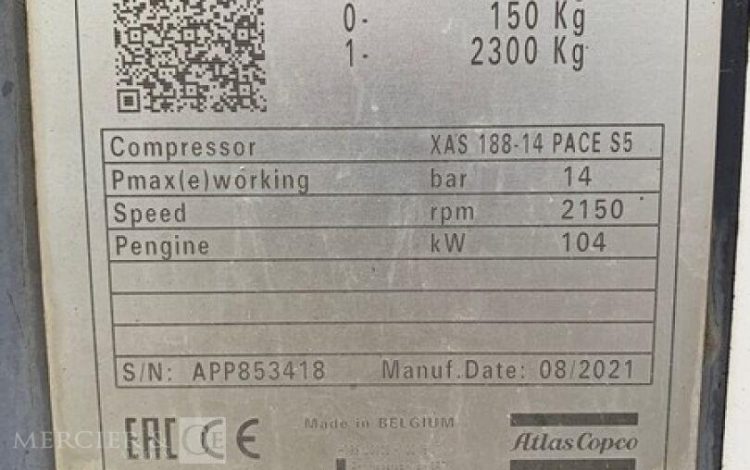 0- 150 Kg
1- 2300 Kg
Compressor XAS 188-14 PACE S5
Pmax(e)working bar 14
Speed rpm 2150
Pengine kW 104
S/N: APP853418 Manuf.Date: 08/2021
EAC CE Made in BELGIUM Atlas Copco
MERCIER & CIE